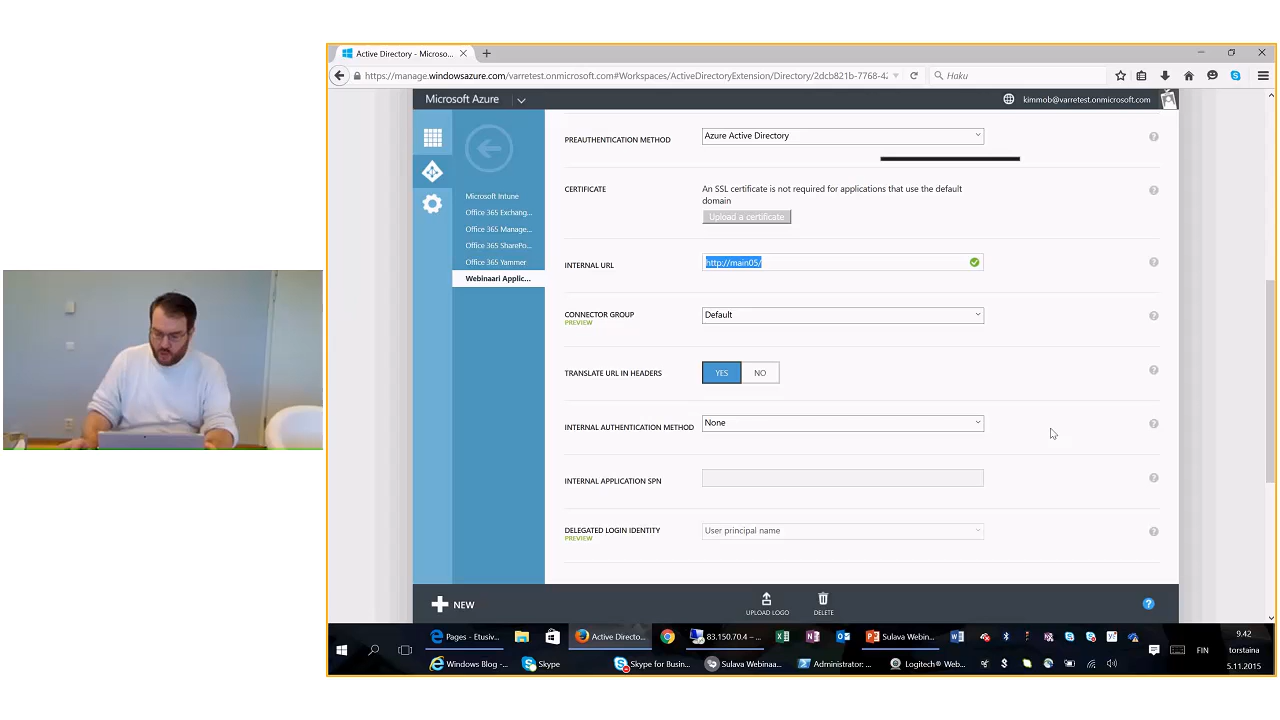 Active Directory - Microso...
https://manage.windowsazure.com/varretest.onmicrosoft.com#Workspaces/ActiveDirectoryExtension/Directory/2dcb821b-7768-42
Haku
Microsoft Azure
kimmob@varretest.onmicrosoft.com
PREAUTHENTICATION METHOD
Azure Active Directory
CERTIFICATE
An SSL certificate is not required for applications that use the default
domain
Upload a certificate
Microsoft Intune
Office 365 Exchang...
Office 365 Manage...
Office 365 SharePo...
Office 365 Yammer
Webinaari Applic...
INTERNAL URL
http://main05/
CONNECTOR GROUP
PREVIEW
Default
TRANSLATE URL IN HEADERS
YES
NO
INTERNAL AUTHENTICATION METHOD
None
INTERNAL APPLICATION SPN
DELEGATED LOGIN IDENTITY
PREVIEW
User principal name
NEW
UPLOAD LOGO
DELETE
Pages - Etusiv...
Active Directo...
83.150.70.4 – ...
Sulava Webin...
FIN
9.42
torstaina
5.11.2015
Windows Blog -...
Skype
Skype for Busin...
Sulava Webinaa...
Administrator: ...
Logitech® Web...